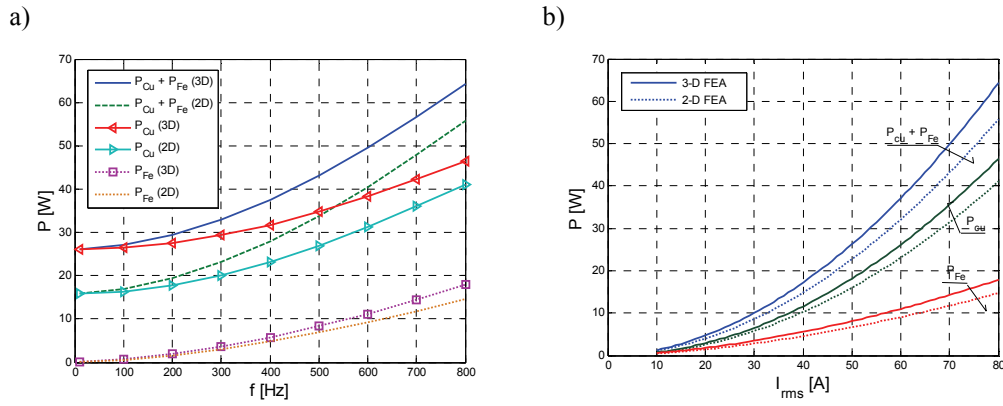 a)
70
60
50
40
30
20
10
0
P [W]
P_Cu + P_Fe (3D)
P_Cu + P_Fe (2D)
P_Cu (3D)
P_Cu (2D)
P_Fe (3D)
P_Fe (2D)
0 100 200 300 400 500 600 700 800
f [Hz]
b)
70
60
50
40
30
20
10
0
P [W]
3-D FEA
2-D FEA
P_cu + P_Fe
P_cu
P_Fe
0 10 20 30 40 50 60 70 80
I_rms [A]